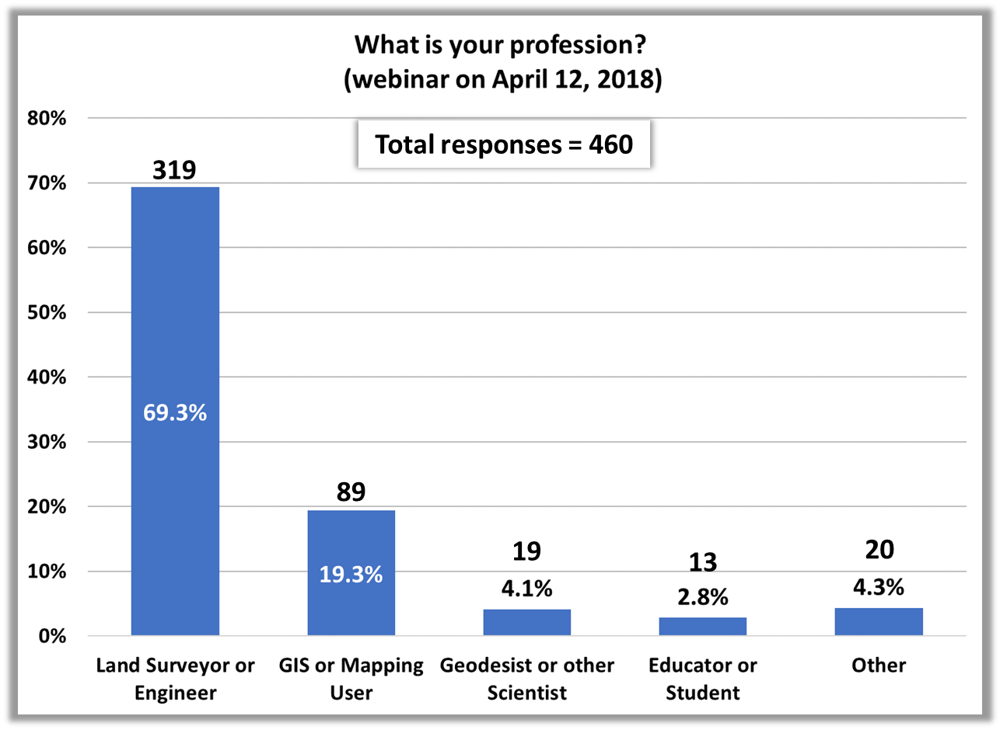 What is your profession?
(webinar on April 12, 2018)
Total responses = 460
80%
70%
60%
50%
40%
30%
20%
10%
0%
319
69.3%
89
19.3%
19
4.1%
13
2.8%
20
4.3%
Land Surveyor or
Engineer
GIS or Mapping
User
Geodesist or other
Scientist
Educator or
Student
Other